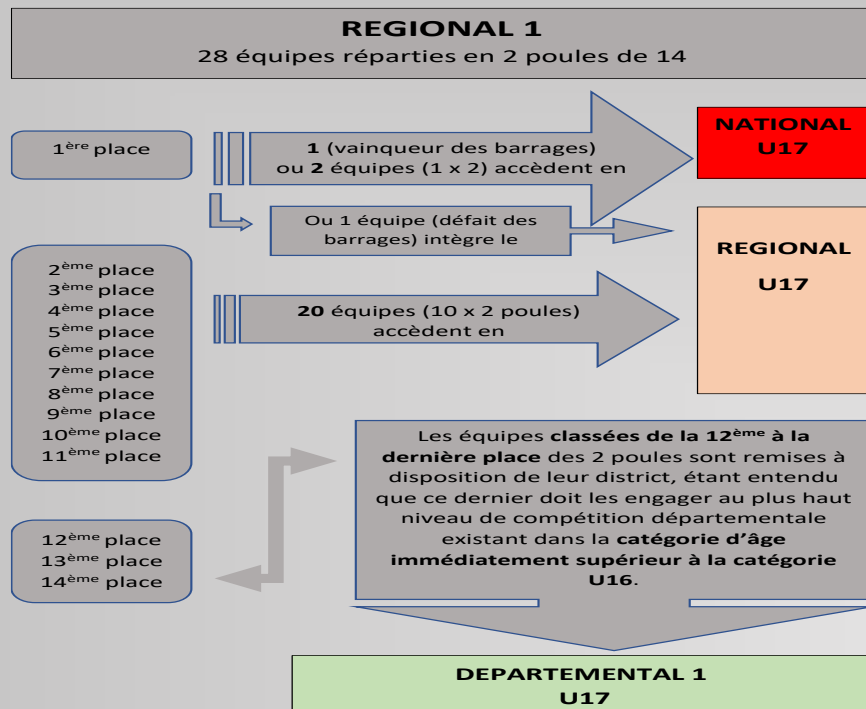 REGIONAL 1
28 équipes réparties en 2 poules de 14
1ère place
1 (vainqueur des barrages)
ou 2 équipes (1 x 2) accèdent en
NATIONAL
U17
Ou 1 équipe (défait des
barrages) intègre le
REGIONAL
U17
2ème place
3ème place
4ème place
5ème place
6ème place
7ème place
8ème place
9ème place
10ème place
11ème place
20 équipes (10 x 2 poules)
accèdent en
Les équipes classées de la 12ème à la
dernière place des 2 poules sont remises à
disposition de leur district, étant entendu
que ce dernier doit les engager au plus haut
niveau de compétition départementale
existant dans la catégorie d’âge
immédiatement supérieur à la catégorie
U16.
12ème place
13ème place
14ème place
DEPARTEMENTAL 1
U17